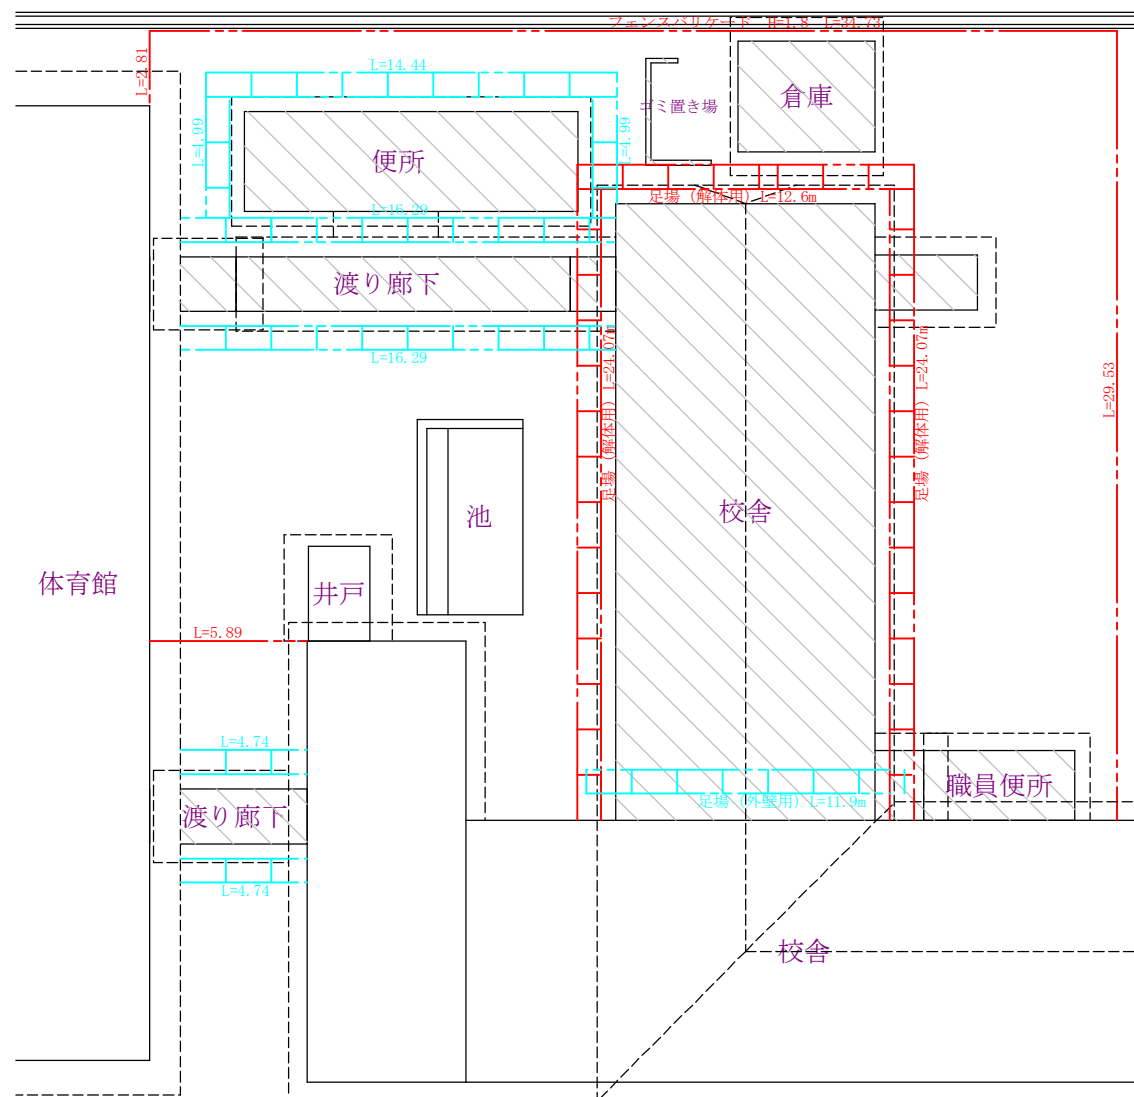 フェンスバリケード H=1.8 L=34.73
L=2.81
L=14.44
倉庫
ゴミ置き場
L=4.99
L=4.99
便所
足場 (解体用) L=12.6m
L=16.29
渡り廊下
L=16.29
足場 (解体用) L=24.07m
足場 (解体用) L=24.07m
L=29.53
池
校舎
体育館
井戸
L=5.89
L=4.74
職員便所
足場 (外壁用) L=11.9m
渡り廊下
L=4.74
校舎